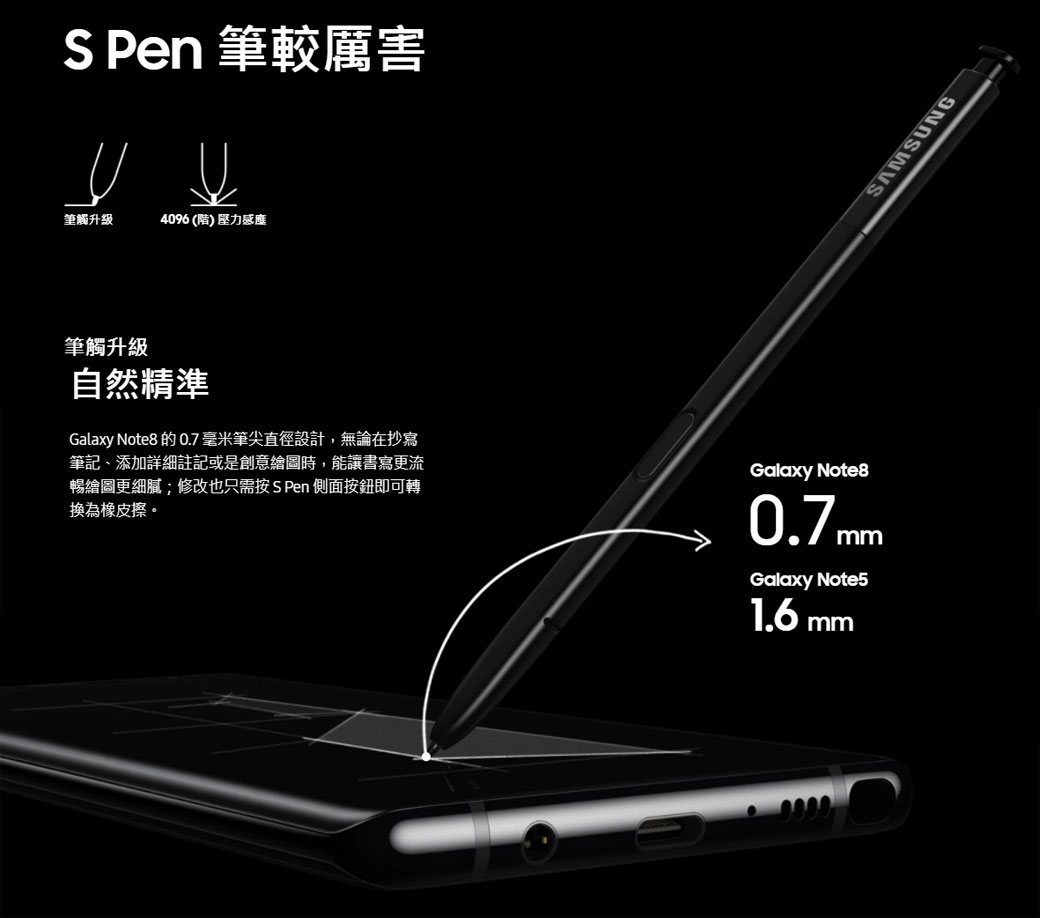 S Pen 筆較厲害
SAMSUNG
筆觸升級
4096 (階) 壓力感應
筆觸升級
自然精準
Galaxy Note8 的 0.7 毫米筆尖直徑設計，無論在抄寫
筆記、添加詳細註記或是創意繪圖時，能讓書寫更流
暢繪圖更細膩；修改也只需按 S Pen 側面按鈕即可轉
換為橡皮擦。
Galaxy Note8
0.7 mm
Galaxy Note5
1.6 mm